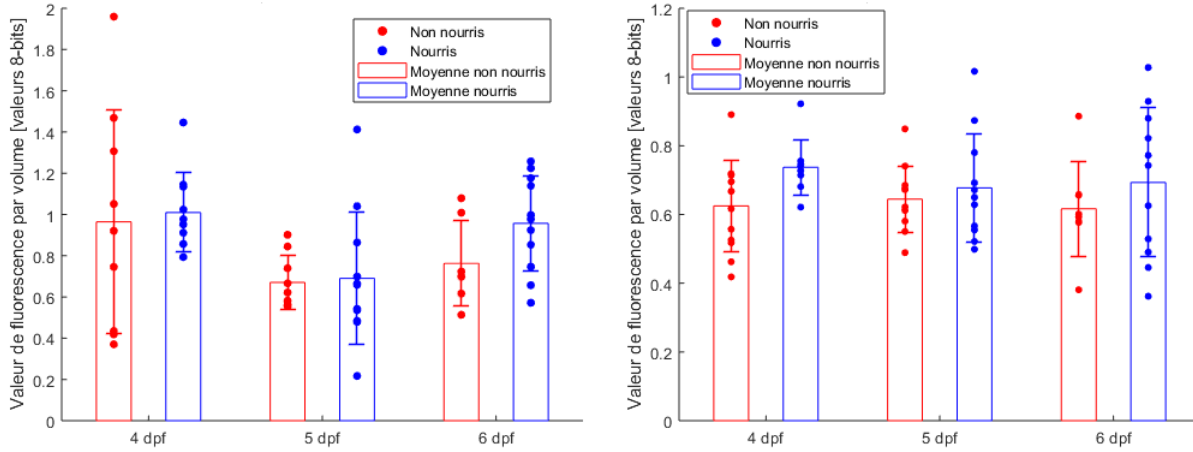 Valeur de fluorescence par volume [valeurs 8-bits]
2
1.8
1.6
1.4
1.2
1
0.8
0.6
0.4
0.2
0
Non nourris
Nourris
Moyenne non nourris
Moyenne nourris
4 dpf
5 dpf
6 dpf
Valeur de fluorescence par volume [valeurs 8-bits]
1.2
1
0.8
0.6
0.4
0.2
0
Non nourris
Nourris
Moyenne non nourris
Moyenne nourris
4 dpf
5 dpf
6 dpf